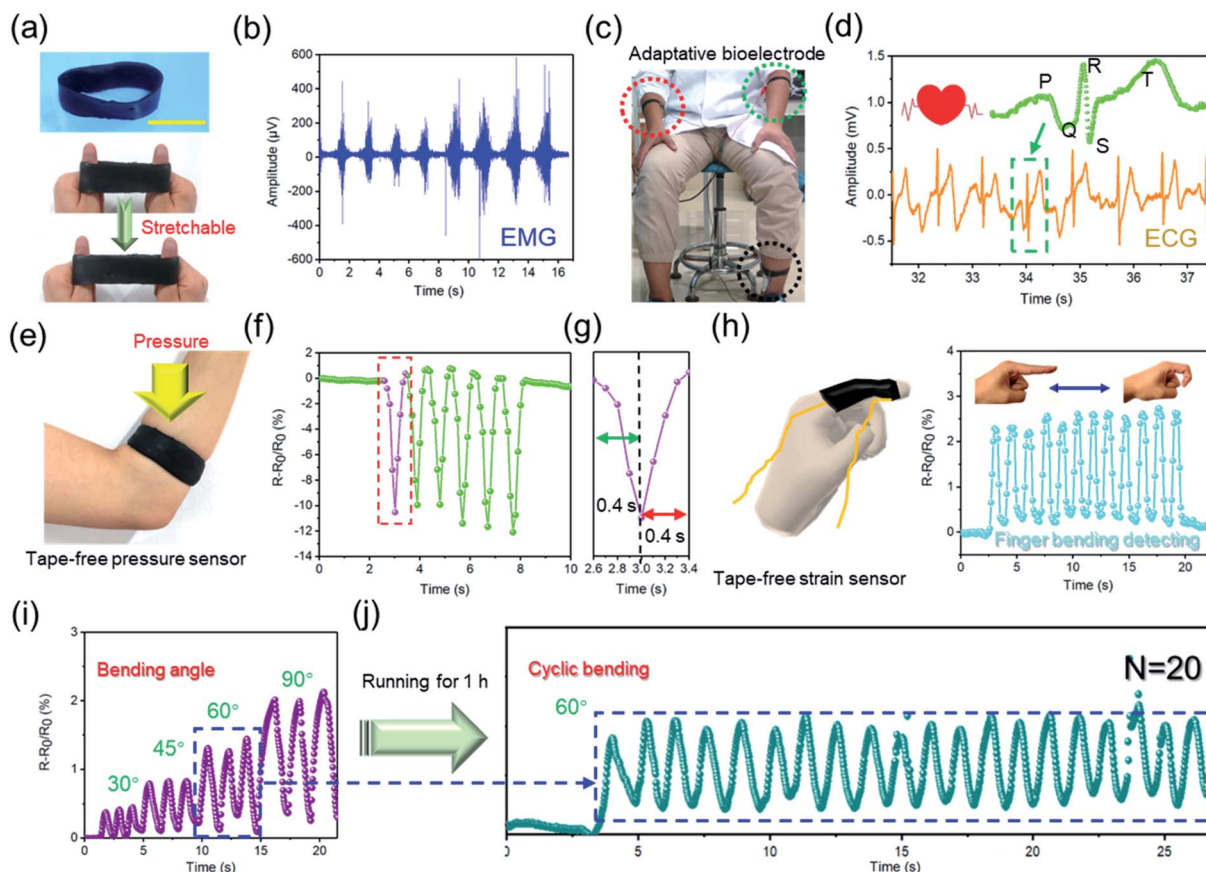 (a)
Stretchable
(b)
Amplitude (µV)
600
400
200
0
-200
-400
-600
EMG
0 2 4 6 8 10 12 14 16
Time (s)
(c)
Adaptative bioelectrode
(d)
Amplitude (mV)
1.5
1.0
0.5
0.0
-0.5
P
Q
R
S
T
ECG
32 33 34 35 36 37
Time (s)
(e)
Pressure
Tape-free pressure sensor
(f)
R-R0/R0 (%)
2
0
-2
-4
-6
-8
-10
-12
-14
0 2 4 6 8 10
Time (s)
(g)
0.4 s
0.4 s
2.6 2.8 3.0 3.2 3.4
Time (s)
(h)
Tape-free strain sensor
R-R0/R0 (%)
4
3
2
1
0
Finger bending detecting
0 5 10 15 20
Time (s)
(i)
R-R0/R0 (%)
3
2
1
0
Bending angle
30°
45°
60°
90°
0 5 10 15 20
Time (s)
Running for 1 h
(j)
Cyclic bending
60°
N=20
0 5 10 15 20 25
Time (s)